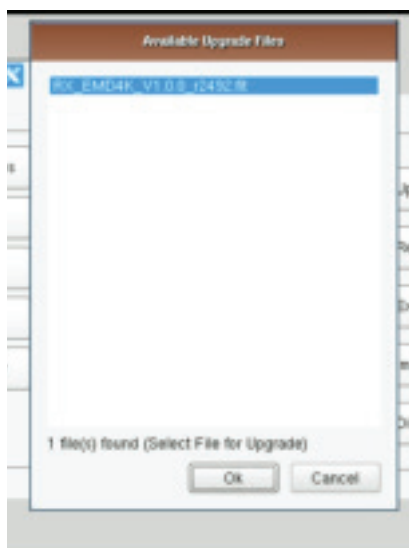 Available Upgrade Files
RX_EMD4K_V1.0.0_r2492.fit
1 file(s) found (Select File for Upgrade)
Ok
Cancel